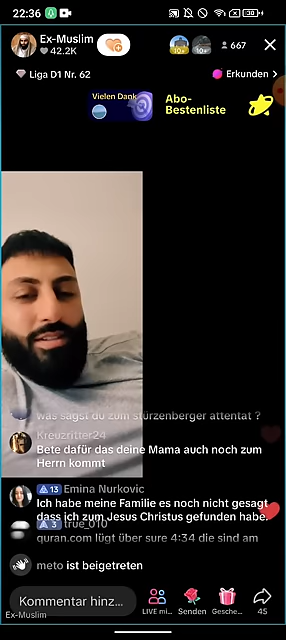 22:36
Ex-Muslim
42.2K
667
Liga D1 Nr. 62
Erkunden >
Vielen Dank
Abo-
Bestenliste
was sagst du zum stürzenberger attentat ?
Kreuzritter24
Bete dafür das deine Mama auch noch zum
Herrn kommt
13 Emina Nurkovic
Ich habe meine Familie es noch nicht gesagt
dass ich zum Jesus Christus gefunden habe.
3 true_010
quran.com lügt über 4:34 die sind am
meto ist beigetreten
Kommentar hinz...
LIVE mi...
Senden
Gesche...
45
Ex-Muslim